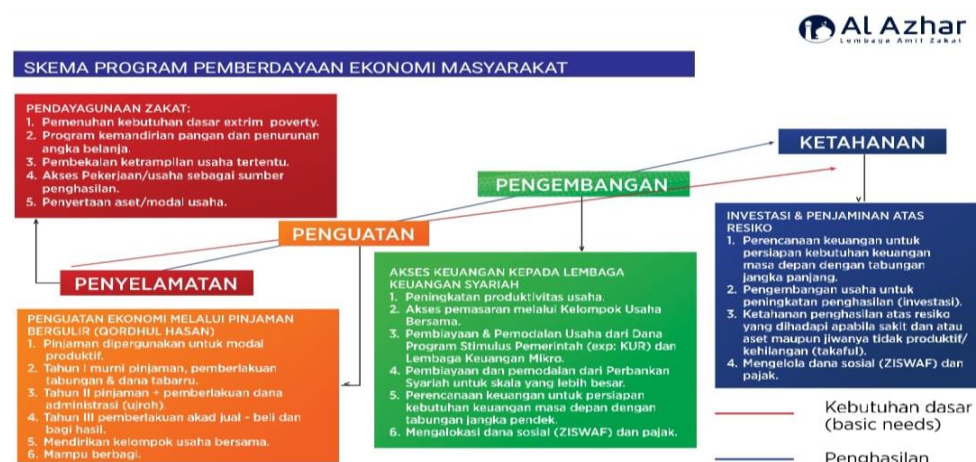 Al Azhar
Lembaga Amil Zakat
SKEMA PROGRAM PEMBERDAYAAN EKONOMI MASYARAKAT
PENDAYAGUNAAN ZAKAT:
1. Pemenuhan kebutuhan dasar extrim poverty.
2. Program kemandirian pangan dan penurunan
angka belanja.
3. Pembekalan ketrampilan usaha tertentu.
4. Akses Pekerjaan/usaha sebagai sumber
penghasilan.
5. Penyertaan aset/modal usaha.
PENYELAMATAN
PENGUATAN
PENGEMBANGAN
KETAHANAN
PENGUATAN EKONOMI MELALUI PINJAMAN
BERGULIR (QORDHUL HASAN)
1. Pinjaman dipergunakan untuk modal
produktif.
2. Tahun I murni pinjaman, pemberlakuan
tabungan & dana tabarru.
3. Tahun II pinjaman + pemberlakuan dana
administrasi (ujroh).
4. Tahun III pemberlakuan akad jual - beli dan
bagi hasil.
5. Mendirikan kelompok usaha bersama.
6. Mampu berbagi.
AKSES KEUANGAN KEPADA LEMBAGA
KEUANGAN SYARIAH
1. Peningkatan produktivitas usaha.
2. Akses pemasaran melalui Kelompok Usaha
Bersama.
3. Pembiayaan & Pemodalan Usaha dari Dana
Program Stimulus Pemerintah (exp: KUR) dan
Lembaga Keuangan Mikro.
4. Pembiayaan dan pemodalan dari Perbankan
Syariah untuk skala yang lebih besar.
5. Perencanaan keuangan untuk persiapan
kebutuhan keuangan masa depan dengan
tabungan jangka pendek.
6. Mengalokasi dana sosial (ZISWAF) dan pajak.
INVESTASI & PENJAMINAN ATAS
RESIKO
1. Perencanaan keuangan untuk
persiapan kebutuhan keuangan
masa depan dengan tabungan
jangka panjang.
2. Pengembangan usaha untuk
peningkatan penghasilan (investasi).
3. Ketahanan penghasilan atas resiko
yang dihadapi apabila sakit dan atau
aset maupun jiwanya tidak produktif/
kehilangan (takaful).
4. Mengelola dana sosial (ZISWAF) dan
pajak.
Kebutuhan dasar
(basic needs)
Penghasilan